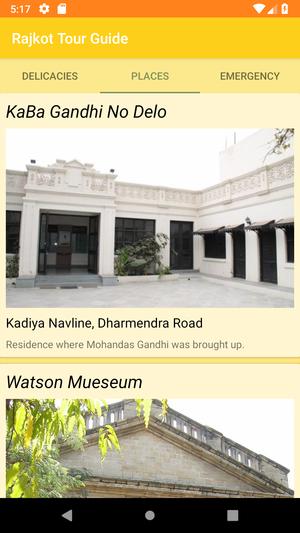 5:17
Rajkot Tour Guide
DELICACIES PLACES EMERGENCY
KaBa Gandhi No Delo
Kadiya Navline, Dharmendra Road
Residence where Mohandas Gandhi was brought up.
Watson Mueseum